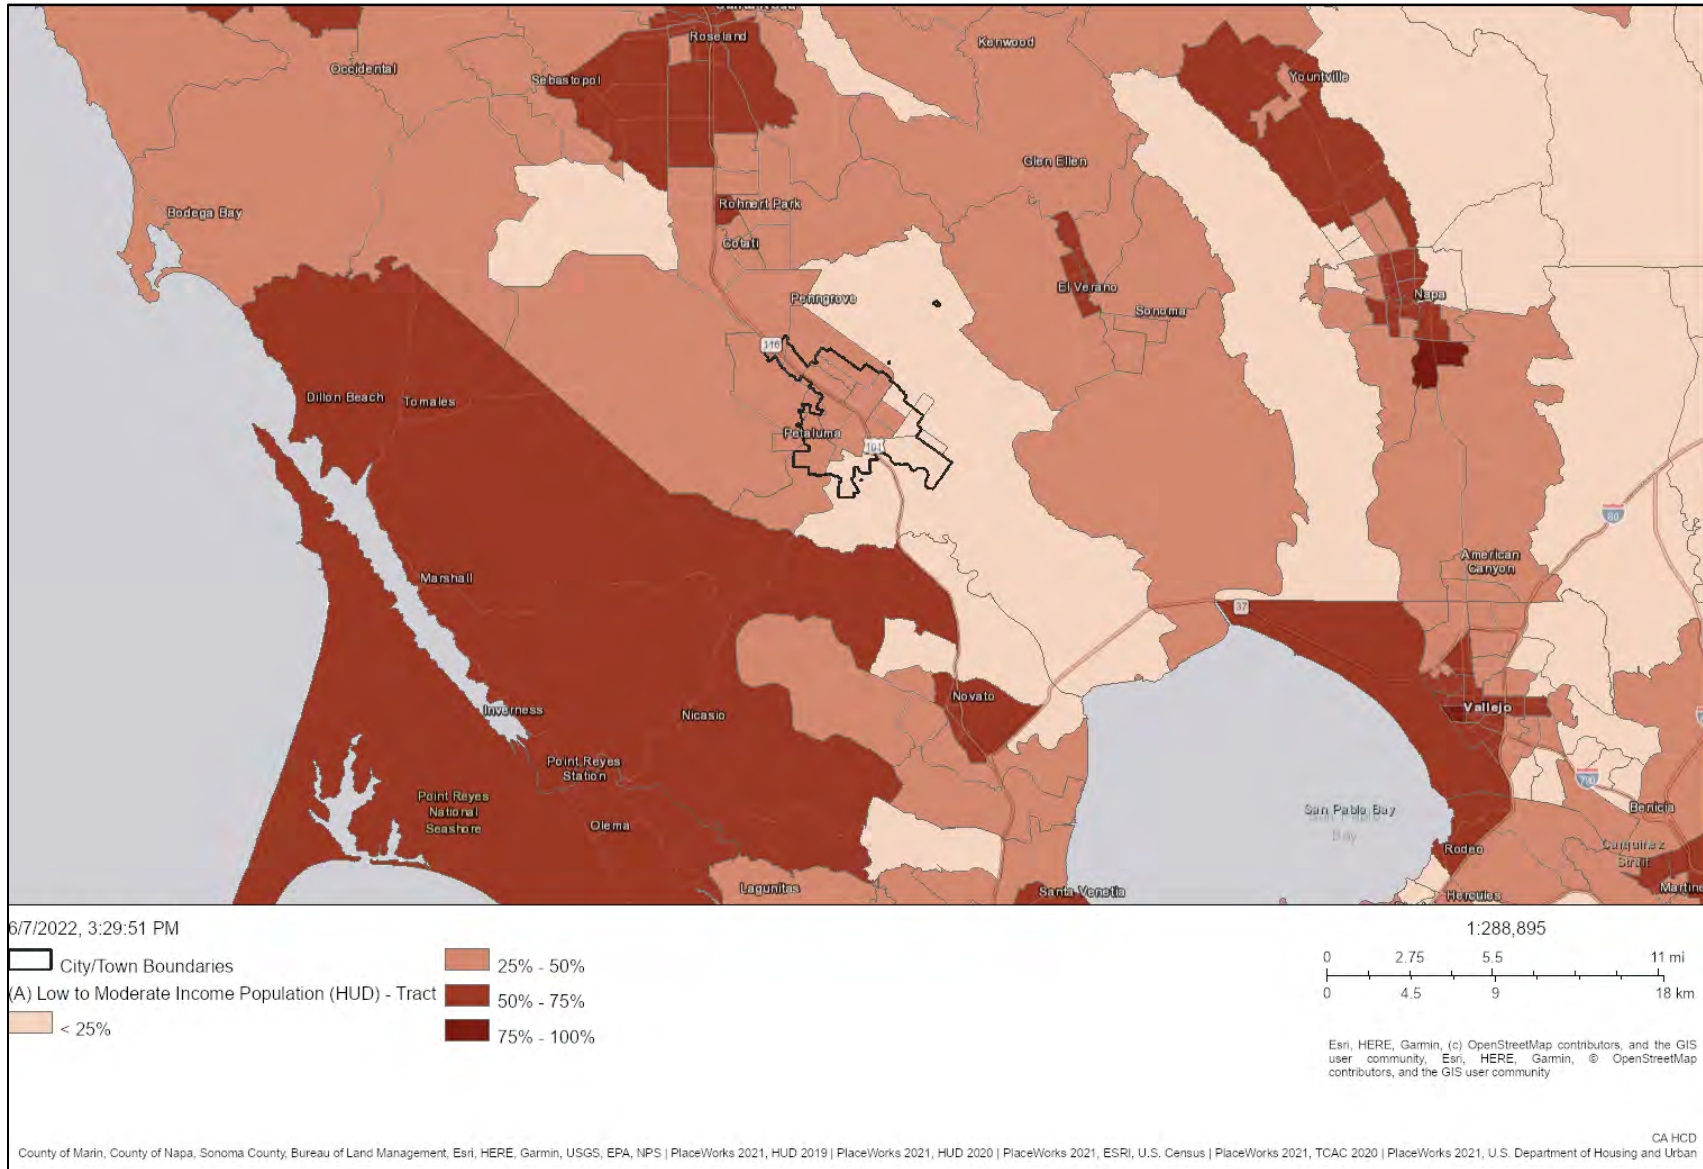 Roseland
Kenwood
Occidental
Sebastopol
Yountville
Glen Ellen
Rohnert Park
Bodega Bay
Cotati
El Verano
Napa
Penngrove
Sonoma
116
Dillon Beach
Tomales
Petaluma
101
80
American
Canyon
Marshall
37
Novato
Vallejo
Inverness
Nicasio
Point Reyes
Station
780
Point Reyes
National
Seashore
Olema
San Pablo Bay
Bay
Benicia
Rodeo
Carquinez
Strait
Lagunitas
Santa Venetia
Hercules
Martine
6/7/2022, 3:29:51 PM
City/Town Boundaries
(A) Low to Moderate Income Population (HUD) - Tract
< 25%
25% - 50%
50% - 75%
75% - 100%
1:288,895
0 2.75 5.5 11 mi
0 4.5 9 18 km
Esri, HERE, Garmin, (c) OpenStreetMap contributors, and the GIS
user community, Esri, HERE, Garmin, © OpenStreetMap
contributors, and the GIS user community
CA HCD
County of Marin, County of Napa, Sonoma County, Bureau of Land Management, Esri, HERE, Garmin, USGS, EPA, NPS | PlaceWorks 2021, HUD 2019 | PlaceWorks 2021, HUD 2020 | PlaceWorks 2021, ESRI, U.S. Census | PlaceWorks 2021, TCAC 2020 | PlaceWorks 2021, U.S. Department of Housing and Urban